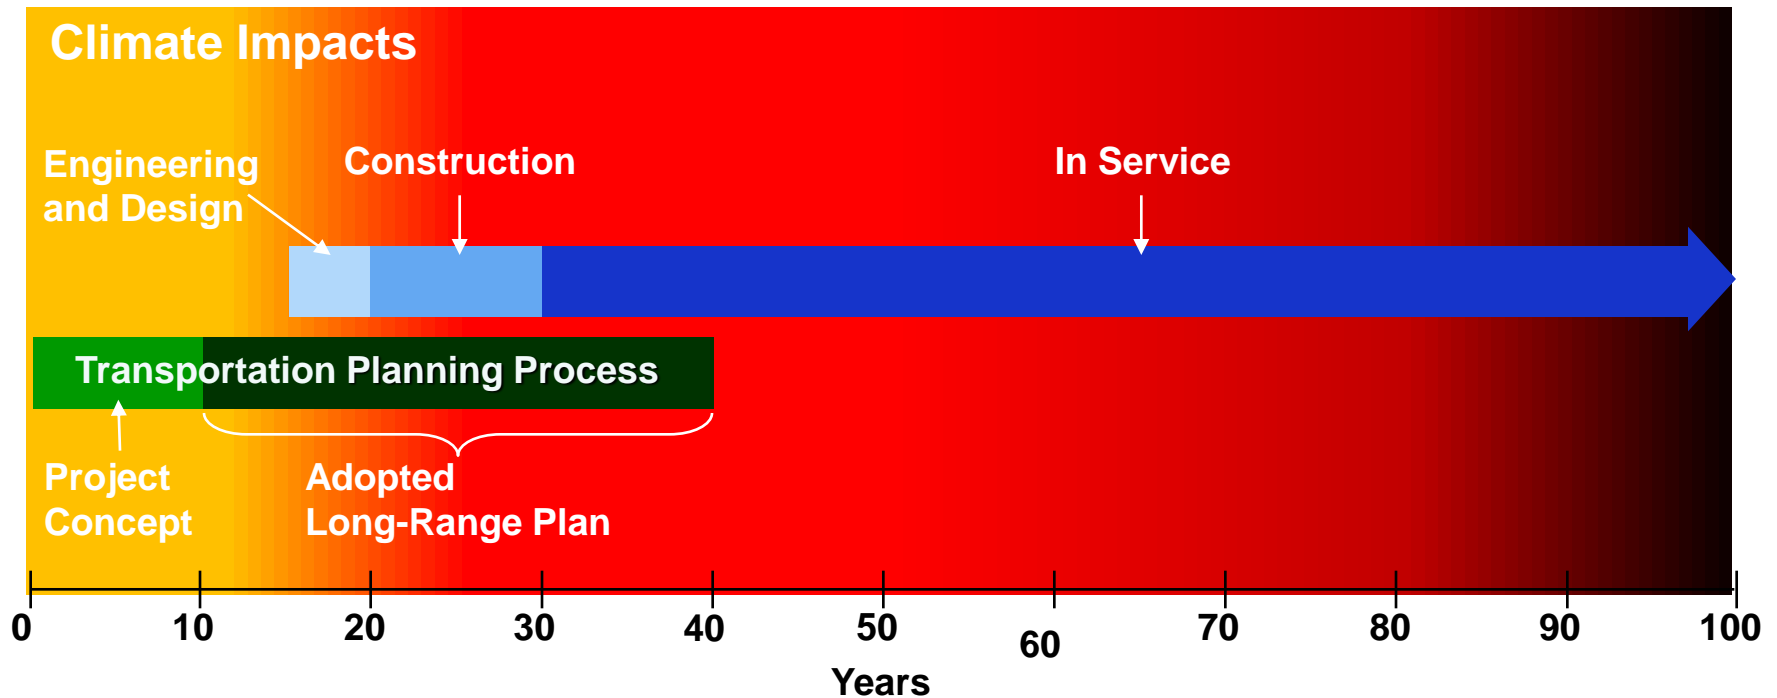 Climate Impacts
Engineering
and Design
Construction
In Service
Transportation Planning Process
Project
Concept
Adopted
Long-Range Plan
0 10 20 30 40 50 60 70 80 90 100
Years